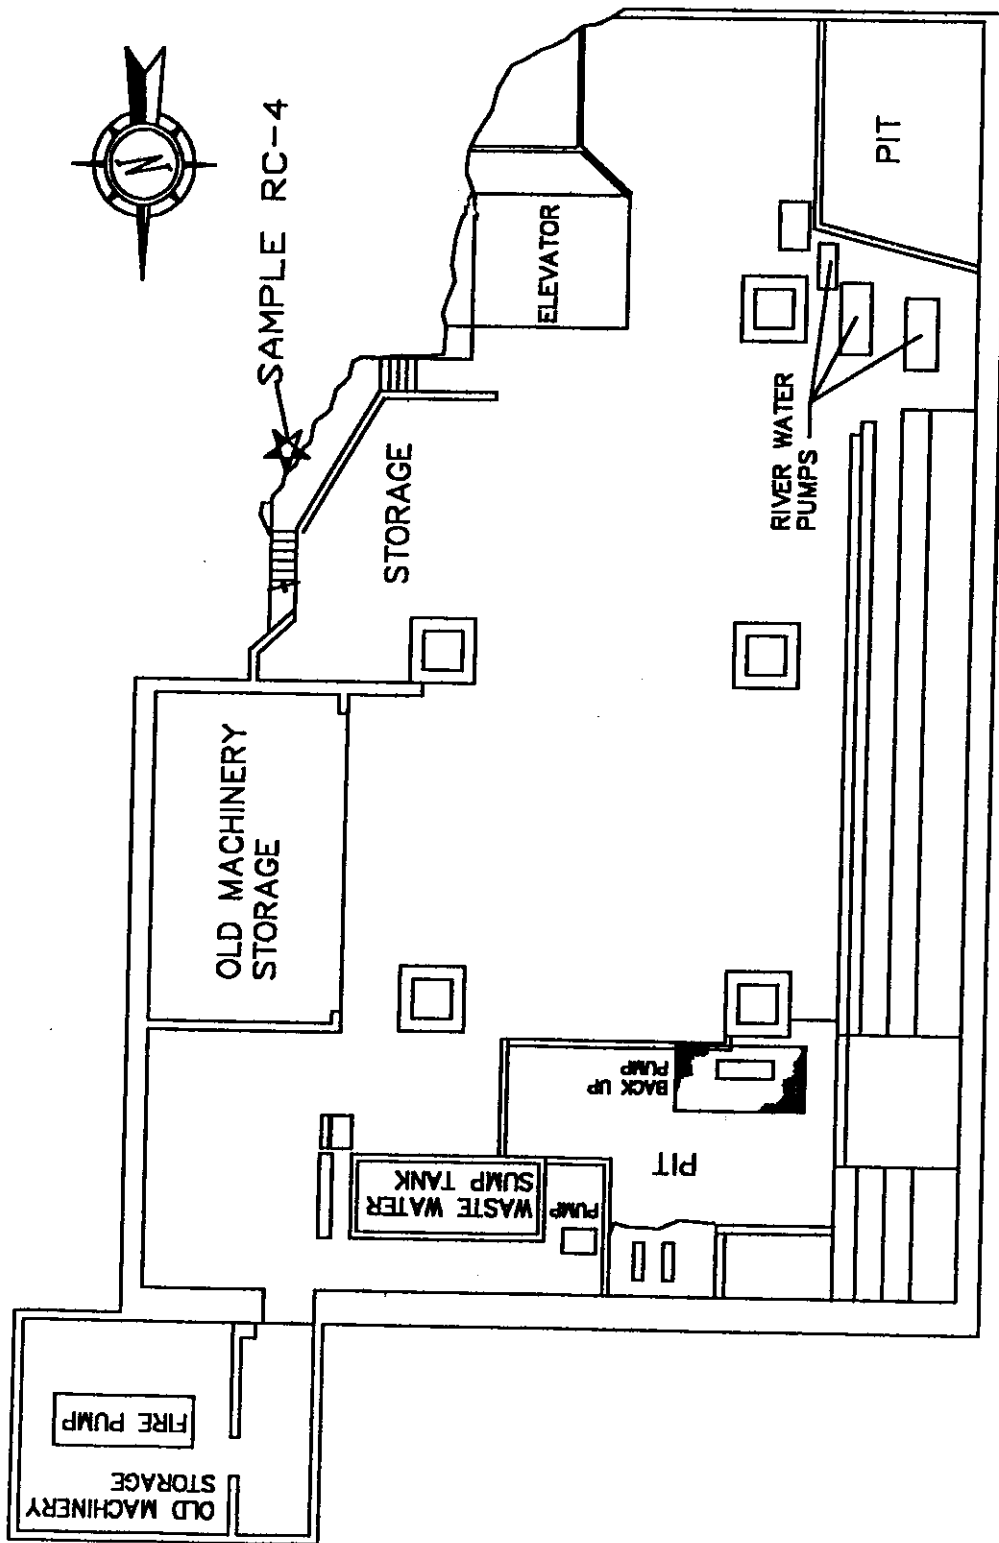 N
SAMPLE RC-4
PIT
ELEVATOR
STORAGE
RIVER WATER
PUMPS
OLD MACHINERY
STORAGE
BACK UP
PUMP
PIT
WASTE WATER
SUMP TANK
PUMP
FIRE PUMP
OLD MACHINERY
STORAGE